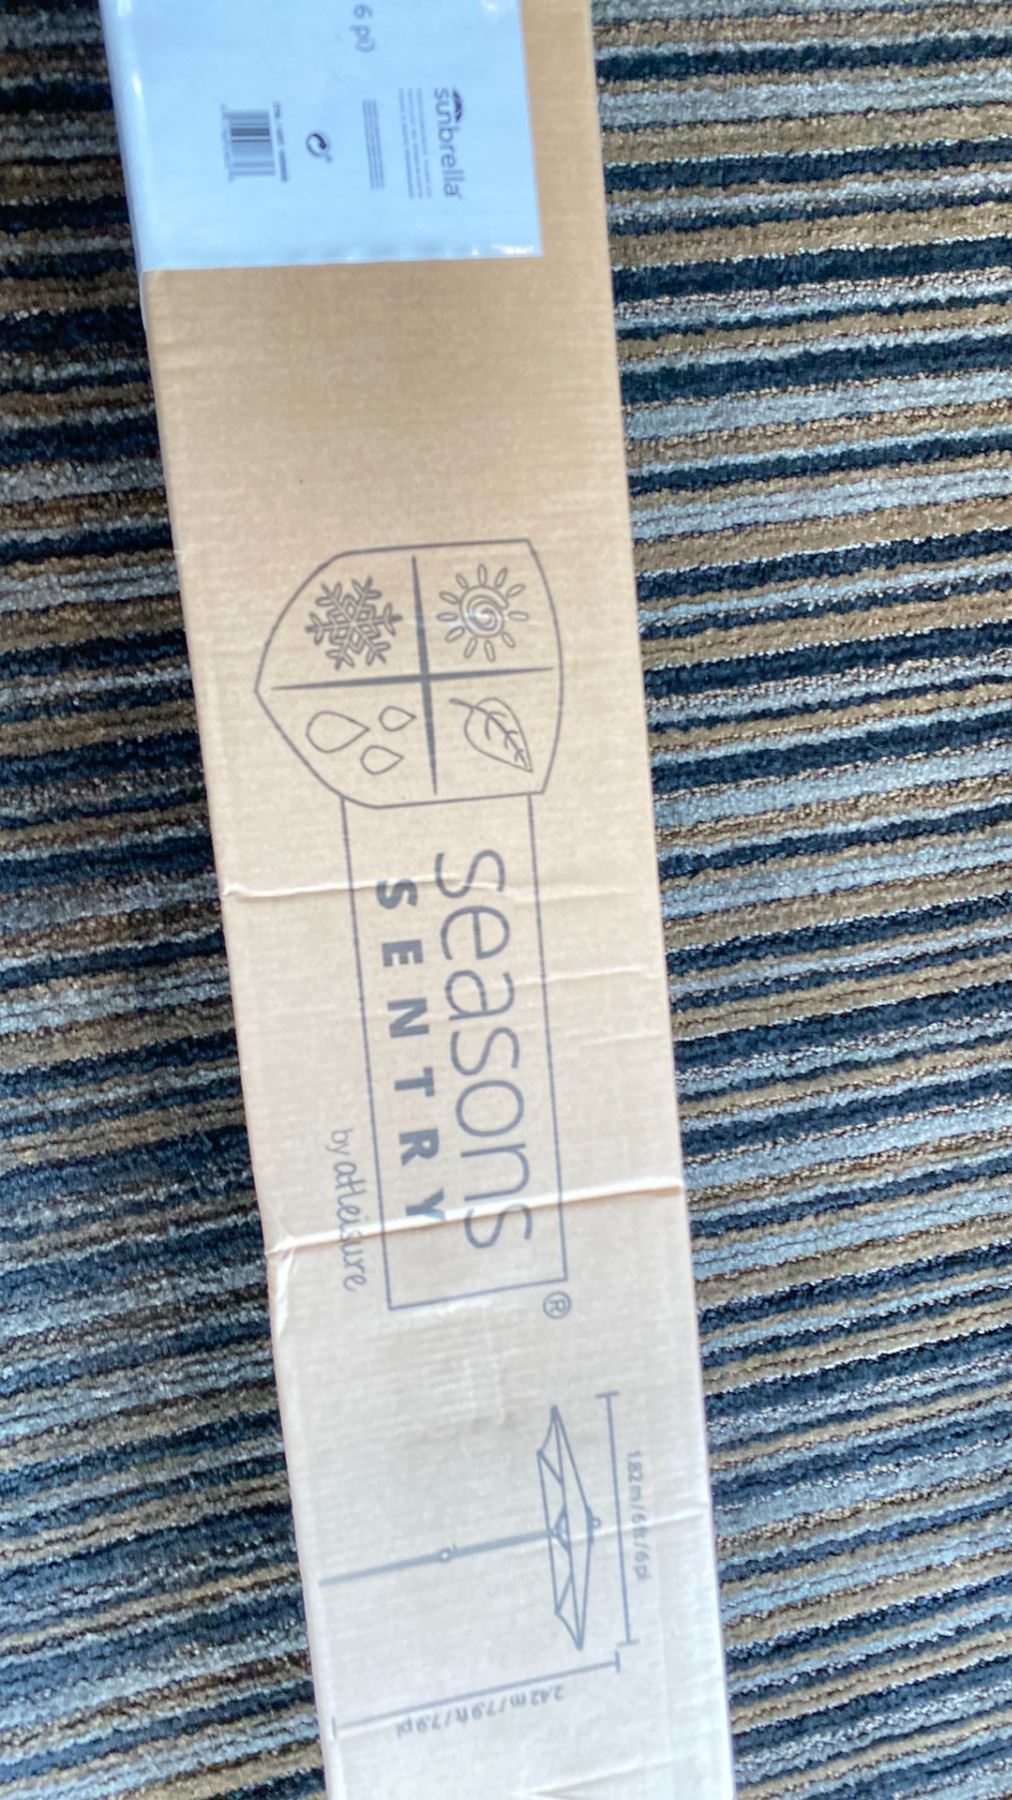 6 pi)
sunbrella
seasons
SENTRY
®
by atleisure
1.82 m / 6 ft / 6 pi
2.42 m / 7.9 ft / 7.9 pi